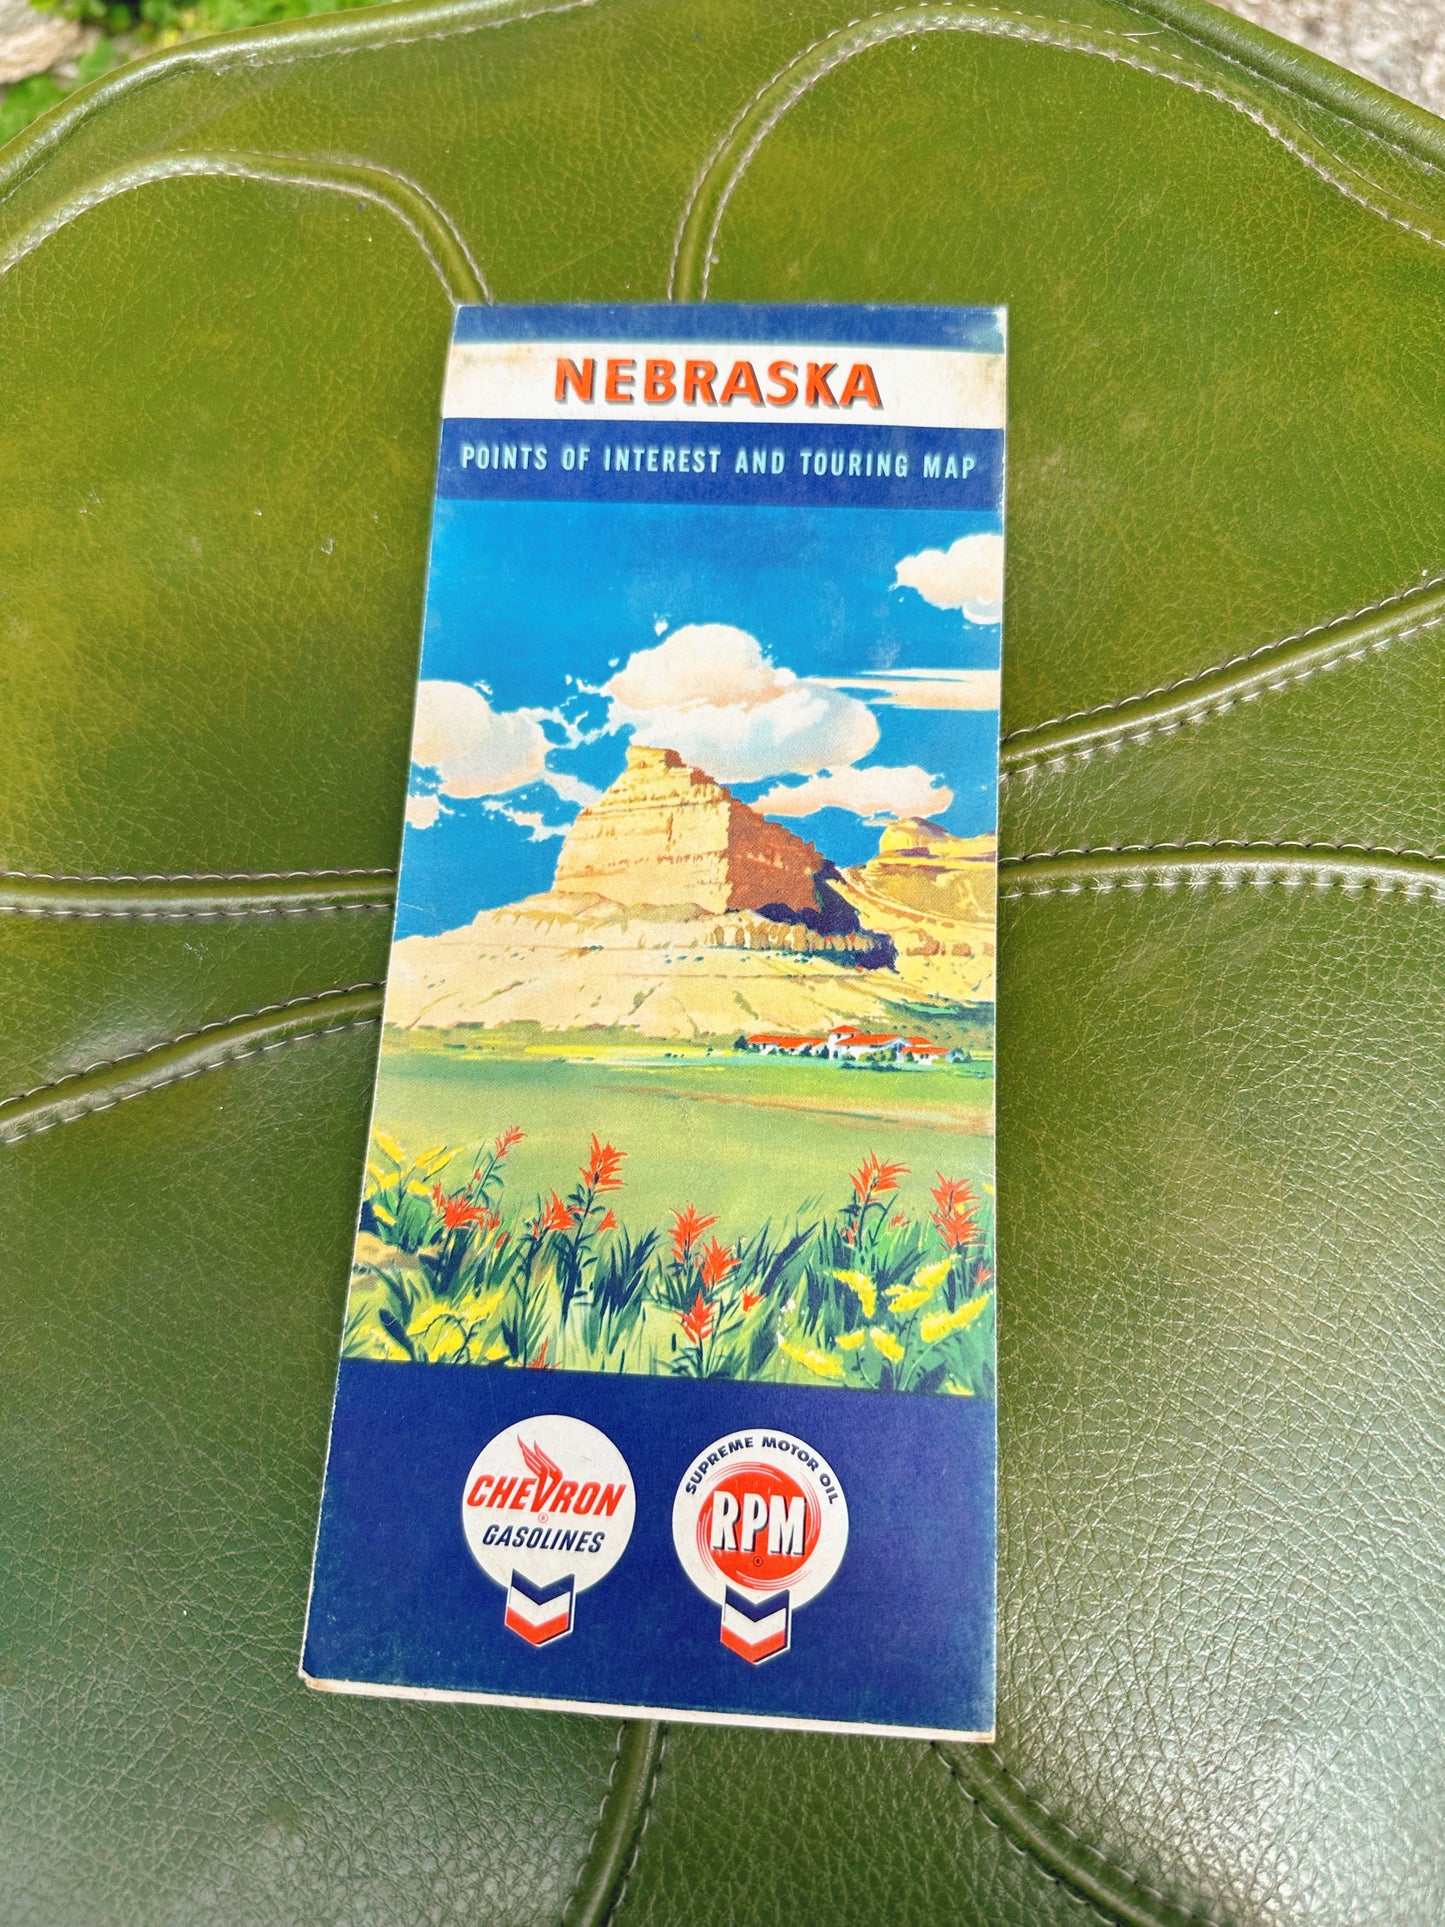 NEBRASKA
POINTS OF INTEREST AND TOURING MAP
CHEVRON
®
GASOLINES
SUPREME MOTOR OIL
RPM
®